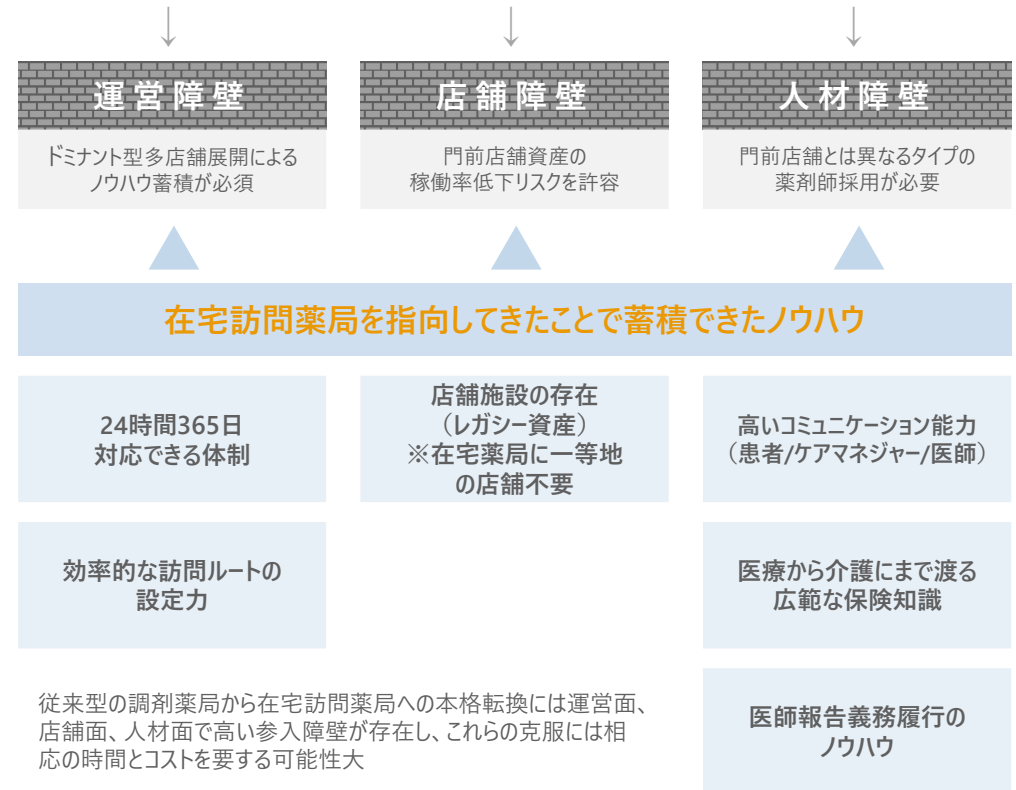 運営障壁
ドミナント型多店舗展開による
ノウハウ蓄積が必須
店舗障壁
門前店舗資産の
稼働率低下リスクを許容
人材障壁
門前店舗とは異なるタイプの
薬剤師採用が必要
在宅訪問薬局を指向してきたことで蓄積できたノウハウ
24時間365日
対応できる体制
効率的な訪問ルートの
設定力
店舗施設の存在
（レガシー資産）
※在宅薬局に一等地
の店舗不要
高いコミュニケーション能力
（患者/ケアマネジャー/医師）
医療から介護にまで渡る
広範な保険知識
医師報告義務履行の
ノウハウ
従来型の調剤薬局から在宅訪問薬局への本格転換には運営面、
店舗面、人材面で高い参入障壁が存在し、これらの克服には相
応の時間とコストを要する可能性大